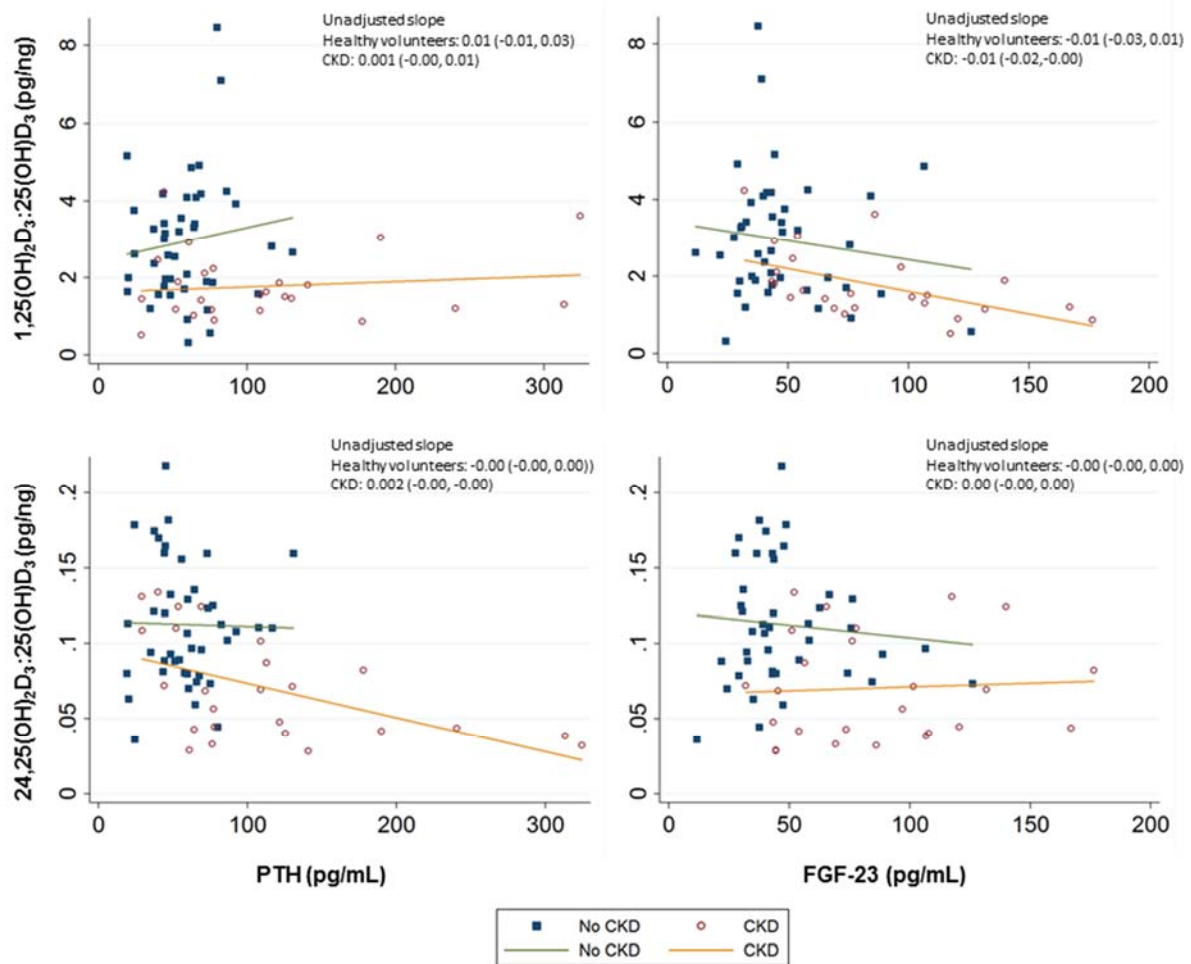 Unadjusted slope
Healthy volunteers: 0.01 (-0.01, 0.03)
CKD: 0.001 (-0.00, 0.01)
1,25(OH)2D3:25(OH)D3 (pg/ng)
8
6
4
2
0
0 100 200 300
Unadjusted slope
Healthy volunteers: -0.01 (-0.03, 0.01)
CKD: -0.01 (-0.02,-0.00)
8
6
4
2
0
0 50 100 150 200
Unadjusted slope
Healthy volunteers: -0.00 (-0.00, 0.00))
CKD: 0.002 (-0.00, -0.00)
24,25(OH)2D3:25(OH)D3 (pg/ng)
.2
.15
.1
.05
0
0 100 200 300
PTH (pg/mL)
Unadjusted slope
Healthy volunteers: -0.00 (-0.00, 0.00)
CKD: 0.00 (-0.00, 0.00)
.2
.15
.1
.05
0
0 50 100 150 200
FGF-23 (pg/mL)
No CKD CKD
No CKD CKD